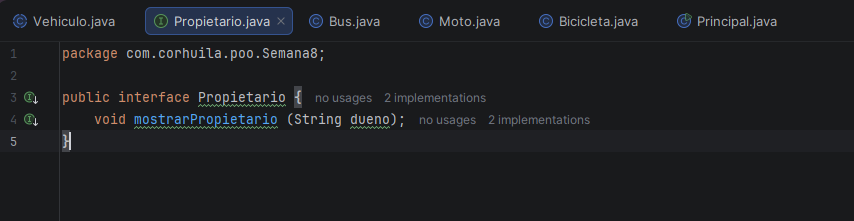 Vehiculo.java Propietario.java Bus.java Moto.java Bicicleta.java Principal.java
1 package com.corhuila.poo.Semana8;
2
3 public interface Propietario { no usages 2 implementations
4 void mostrarPropietario (String dueno); no usages 2 implementations
5 }